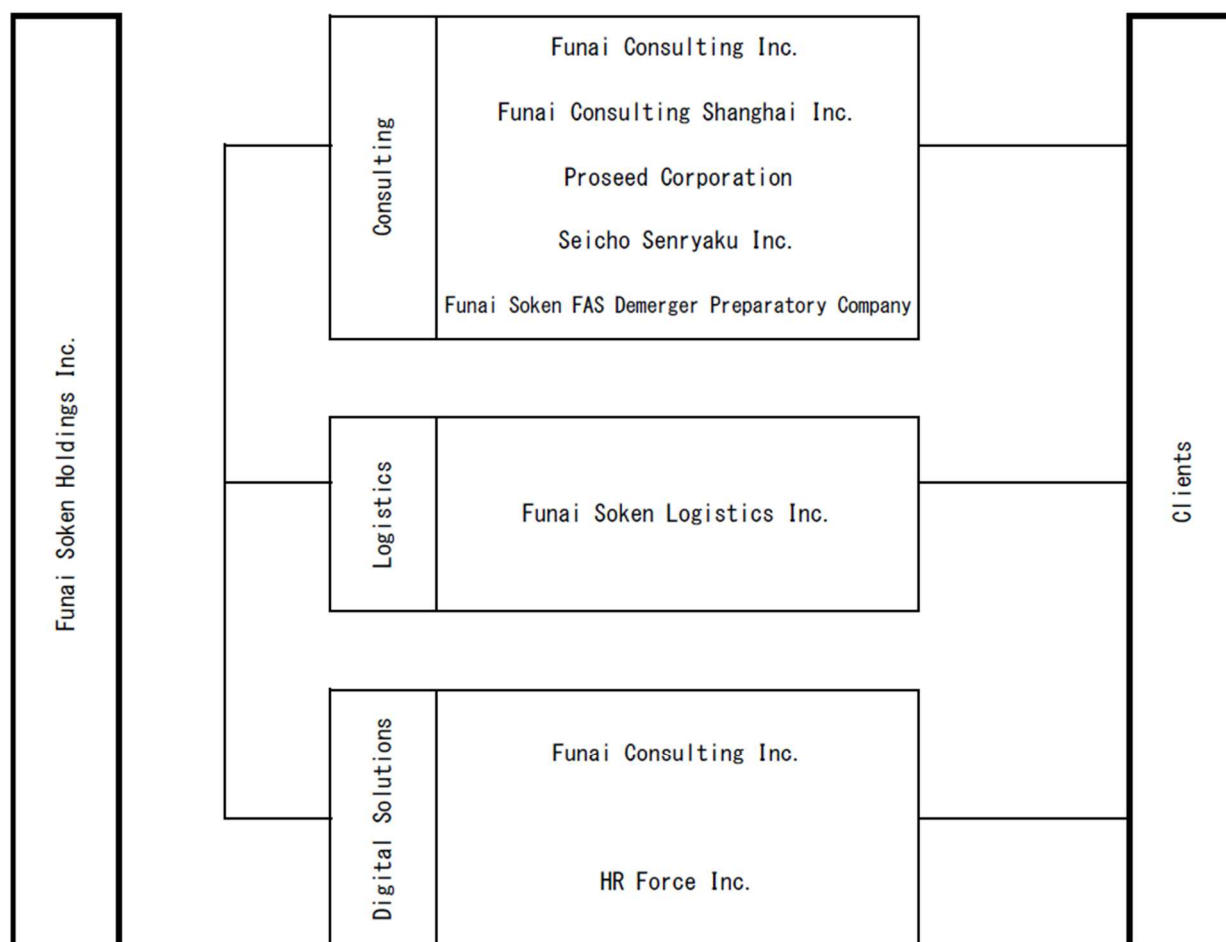 Funai Soken Holdings Inc.
Consulting
Funai Consulting Inc.
Funai Consulting Shanghai Inc.
Proseed Corporation
Seicho Senryaku Inc.
Funai Soken FAS Demerger Preparatory Company
Logistics
Funai Soken Logistics Inc.
Digital Solutions
Funai Consulting Inc.
HR Force Inc.
Clients